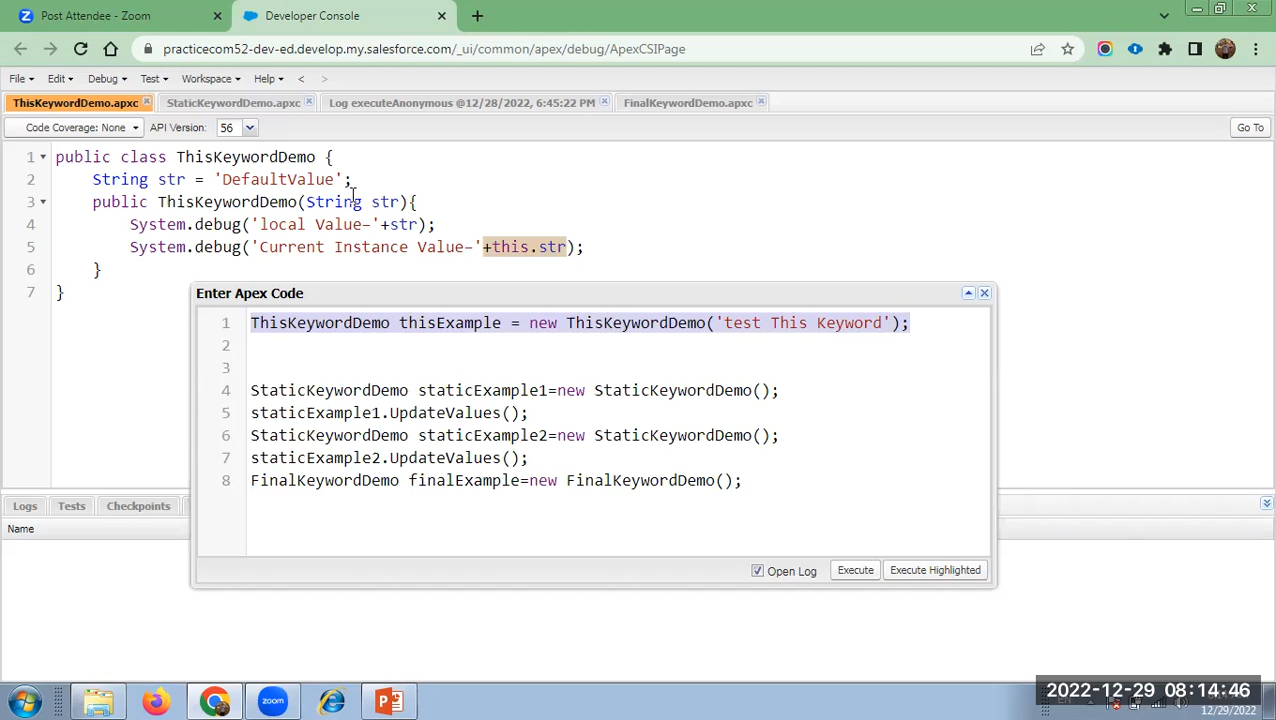 Post Attendee - Zoom
Developer Console
practicecom52-dev-ed.develop.my.salesforce.com/_ui/common/apex/debug/ApexCSIPage
File Edit Debug Test Workspace Help < >
ThisKeywordDemo.apxc StaticKeywordDemo.apxc Log executeAnonymous @12/28/2022, 6:45:22 PM FinalKeywordDemo.apxc
Code Coverage: None API Version: 56 Go To
1 public class ThisKeywordDemo {
2 String str = 'DefaultValue';
3 public ThisKeywordDemo(String str){
4 System.debug('local Value-'+str);
5 System.debug('Current Instance Value-'+this.str);
6 }
7 }
Enter Apex Code
1 ThisKeywordDemo thisExample = new ThisKeywordDemo('test This Keyword');
2
3
4 StaticKeywordDemo staticExample1=new StaticKeywordDemo();
5 staticExample1.UpdateValues();
6 StaticKeywordDemo staticExample2=new StaticKeywordDemo();
7 staticExample2.UpdateValues();
8 FinalKeywordDemo finalExample=new FinalKeywordDemo();
Open Log Execute Execute Highlighted
Logs Tests Checkpoints
Name
zoom
2022-12-29 08:14:46
12/29/2022